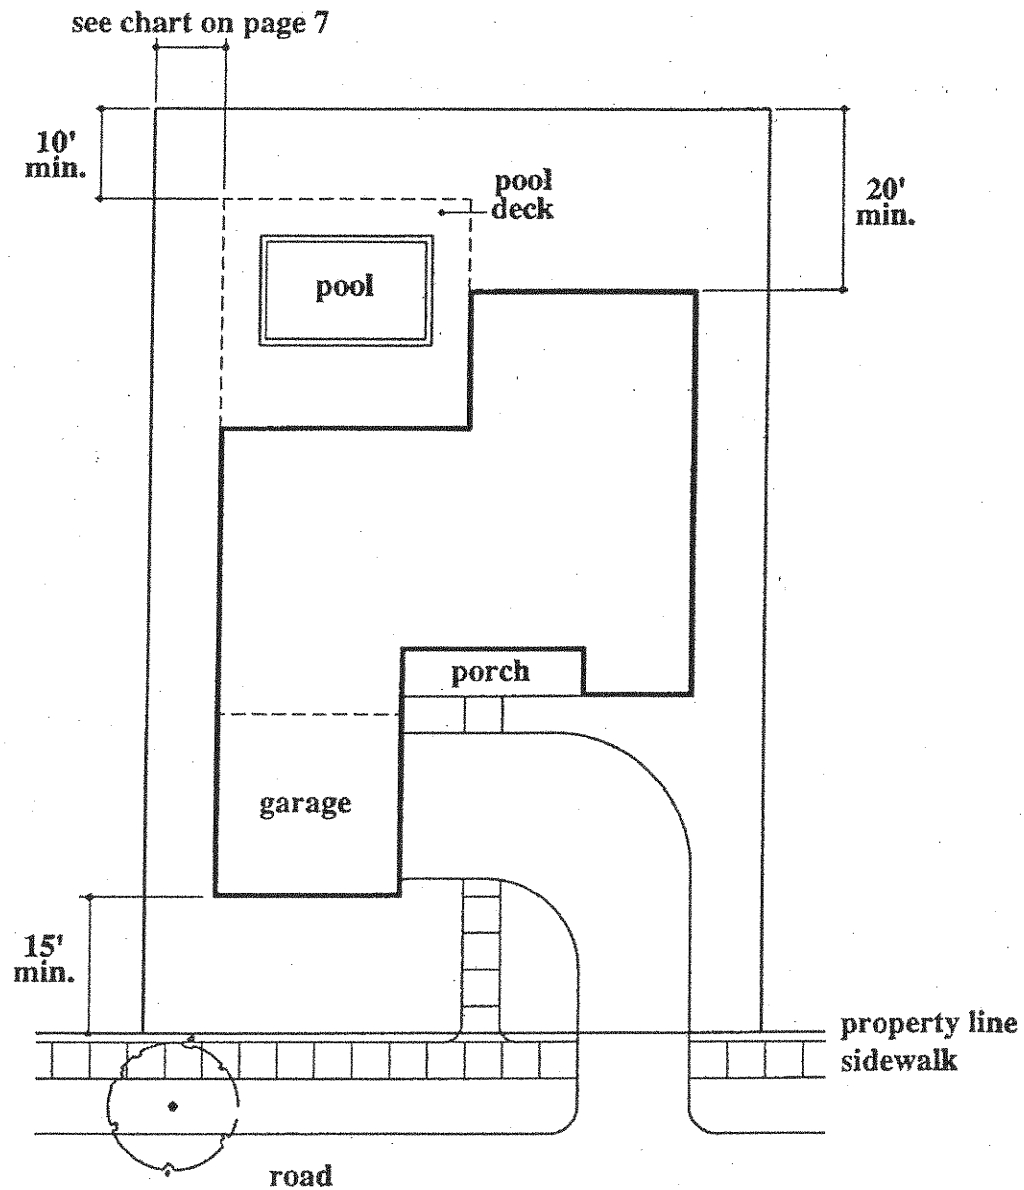 see chart on page 7
10'
min.
pool
deck
20'
min.
pool
porch
garage
15'
min.
property line
sidewalk
road